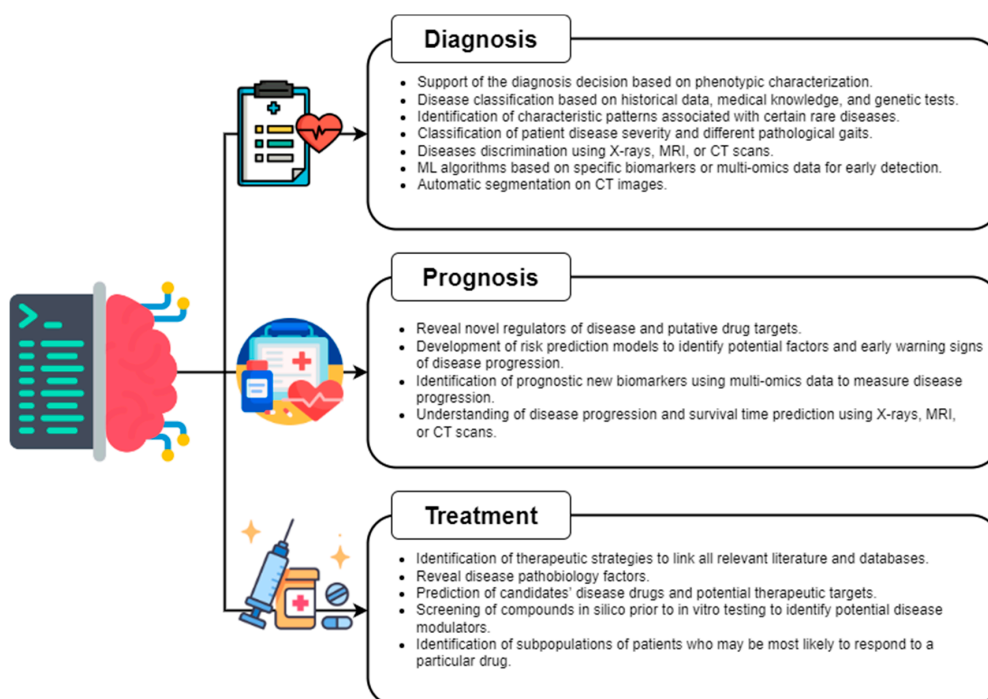 Diagnosis
• Support of the diagnosis decision based on phenotypic characterization.
• Disease classification based on historical data, medical knowledge, and genetic tests.
• Identification of characteristic patterns associated with certain rare diseases.
• Classification of patient disease severity and different pathological gaits.
• Diseases discrimination using X-rays, MRI, or CT scans.
• ML algorithms based on specific biomarkers or multi-omics data for early detection.
• Automatic segmentation on CT images.
Prognosis
• Reveal novel regulators of disease and putative drug targets.
• Development of risk prediction models to identify potential factors and early warning signs
of disease progression.
• Identification of prognostic new biomarkers using multi-omics data to measure disease
progression.
• Understanding of disease progression and survival time prediction using X-rays, MRI,
or CT scans.
Treatment
• Identification of therapeutic strategies to link all relevant literature and databases.
• Reveal disease pathobiology factors.
• Prediction of candidates' disease drugs and potential therapeutic targets.
• Screening of compounds in silico prior to in vitro testing to identify potential disease
modulators.
• Identification of subpopulations of patients who may be most likely to respond to a
particular drug.